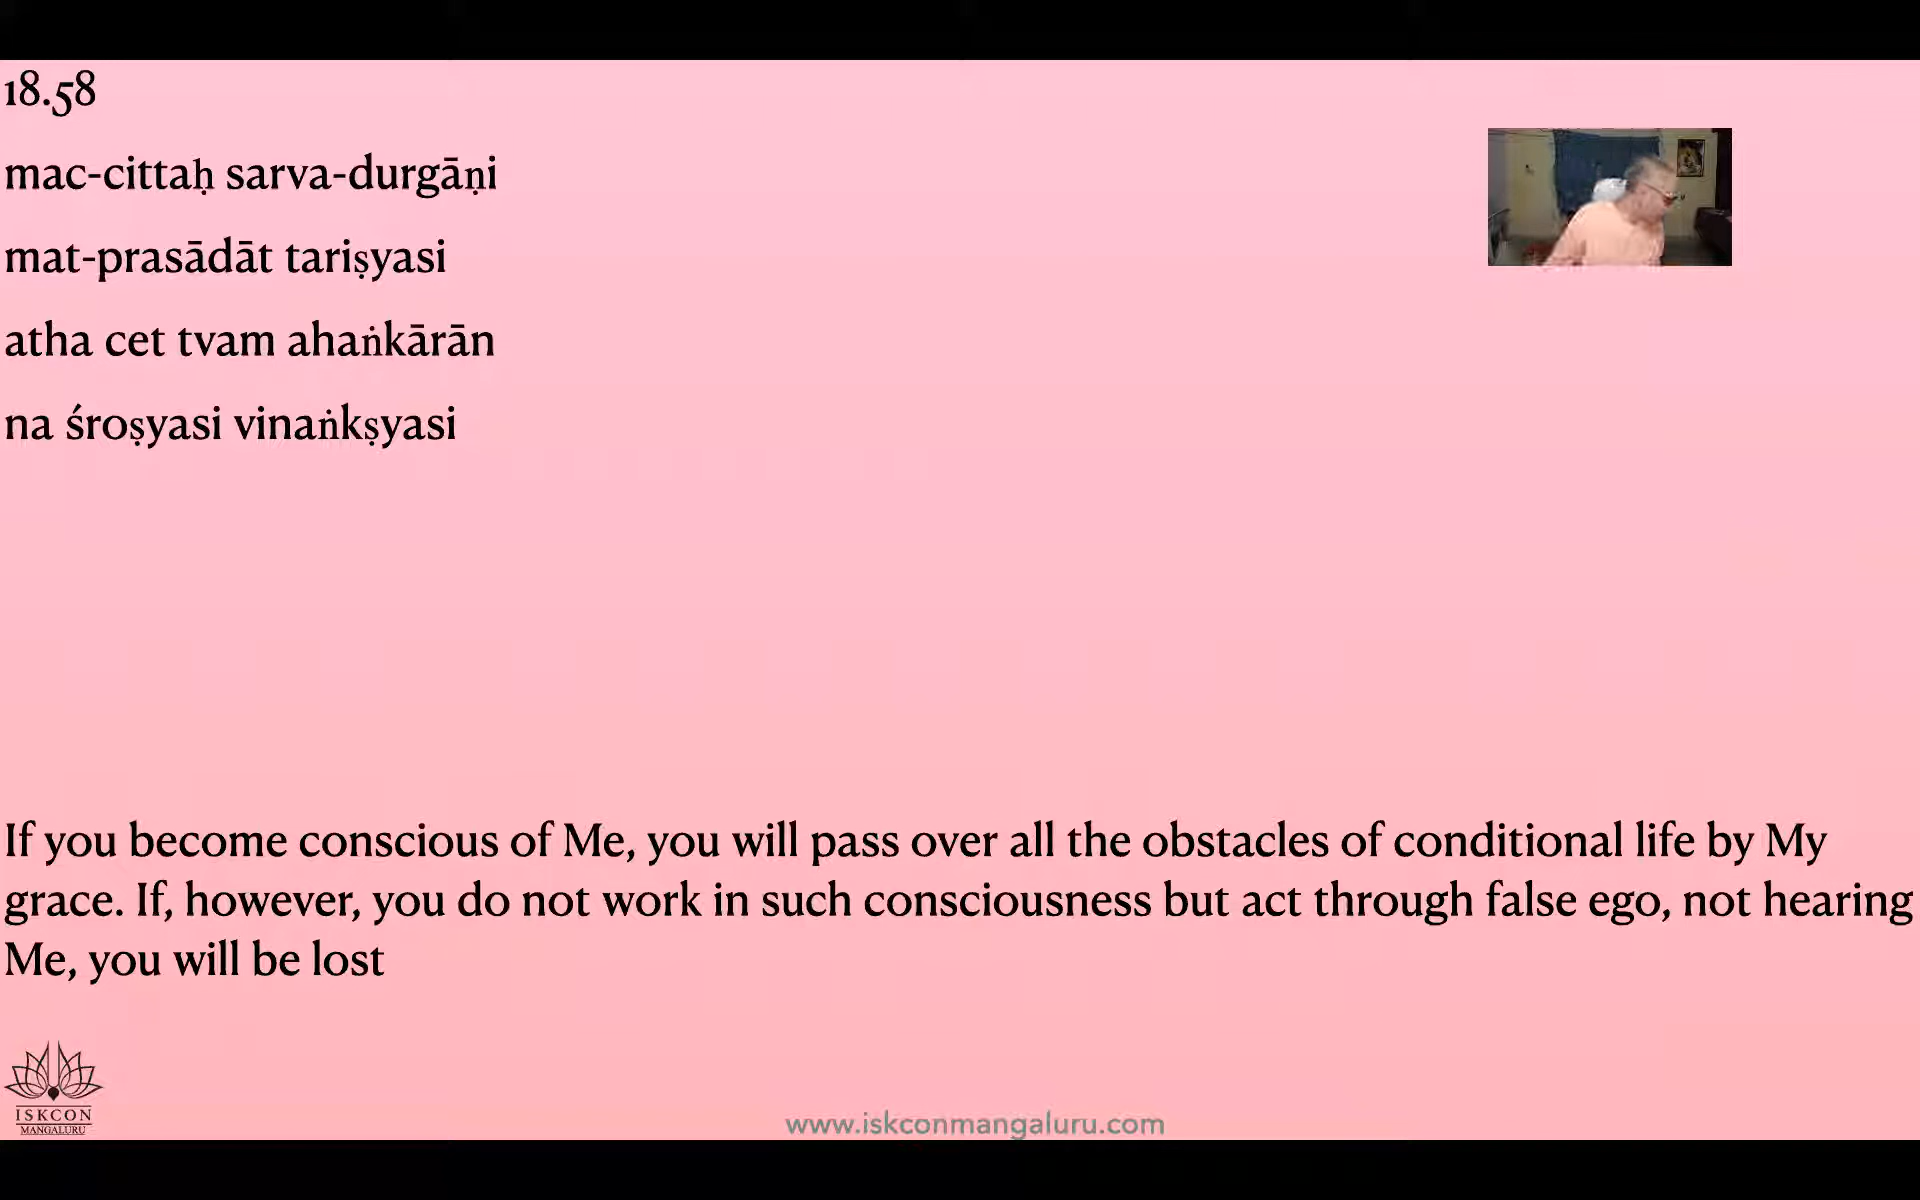 18.58
mac-cittaḥ sarva-durgāṇi
mat-prasādāt tariṣyasi
atha cet tvam ahaṅkārān
na śroṣyasi vinaṅkṣyasi
If you become conscious of Me, you will pass over all the obstacles of conditional life by My
grace. If, however, you do not work in such consciousness but act through false ego, not hearing
Me, you will be lost
ISKCON
MANGALURU
www.iskconmangaluru.com